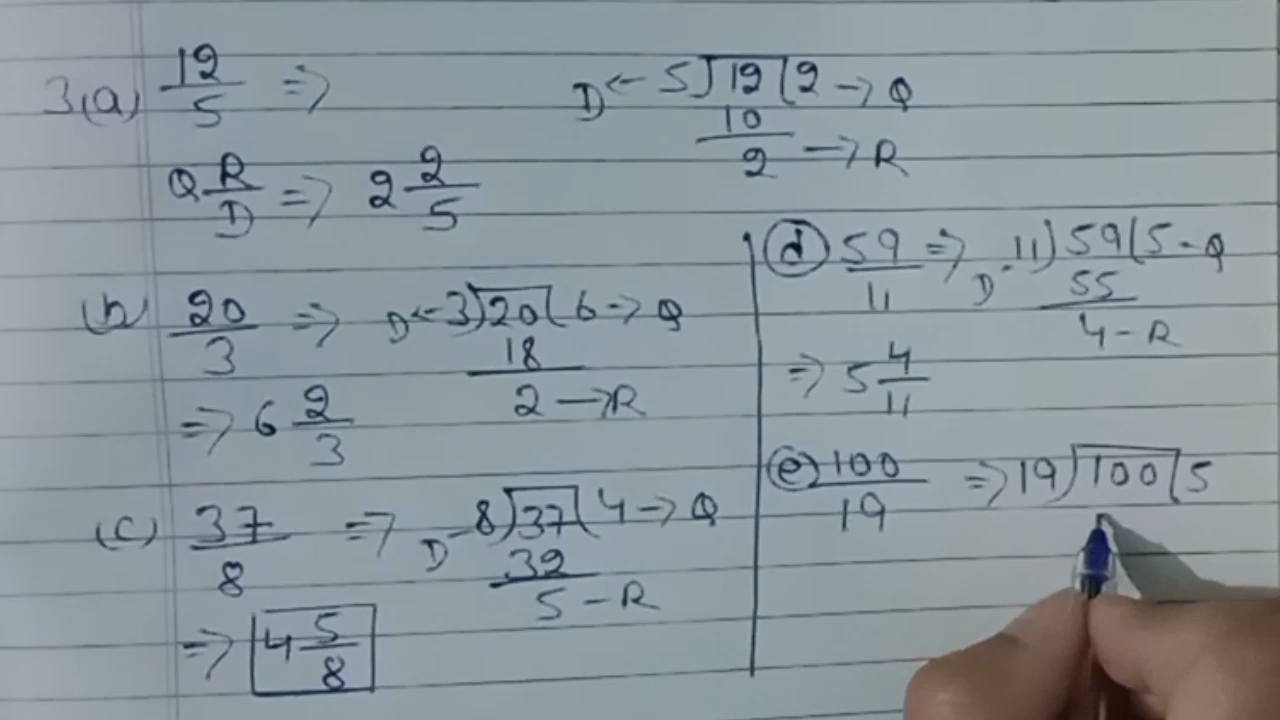 3(a) 12/5 => D<-5)12(2->Q
10
2->R
Q R/D => 2 2/5
(b) 20/3 => D<-3)20(6->Q
18
2->R
=> 6 2/3
(c) 37/8 => D-8)37(4->Q
32
5-R
=> 4 5/8
(d) 59/11 => D-11)59(5-Q
55
4-R
=> 5 4/11
(e) 100/19 => 19)100(5